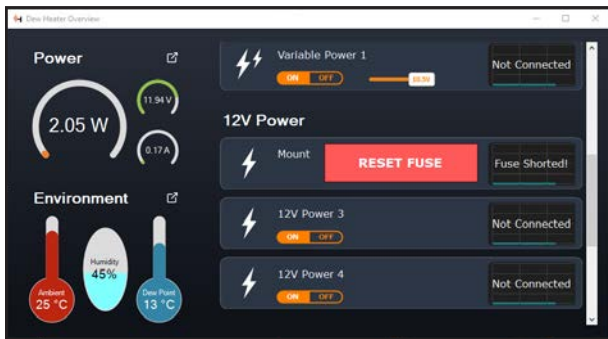 Dew Heater Overview
Power
2.05 W
11.94 V
0.17 A
Environment
Ambient
25 °C
Humidity
45%
Dew Point
13 °C
Variable Power 1
ON OFF
10.50
Not Connected
12V Power
Mount
RESET FUSE
Fuse Shorted!
12V Power 3
ON OFF
Not Connected
12V Power 4
ON OFF
Not Connected